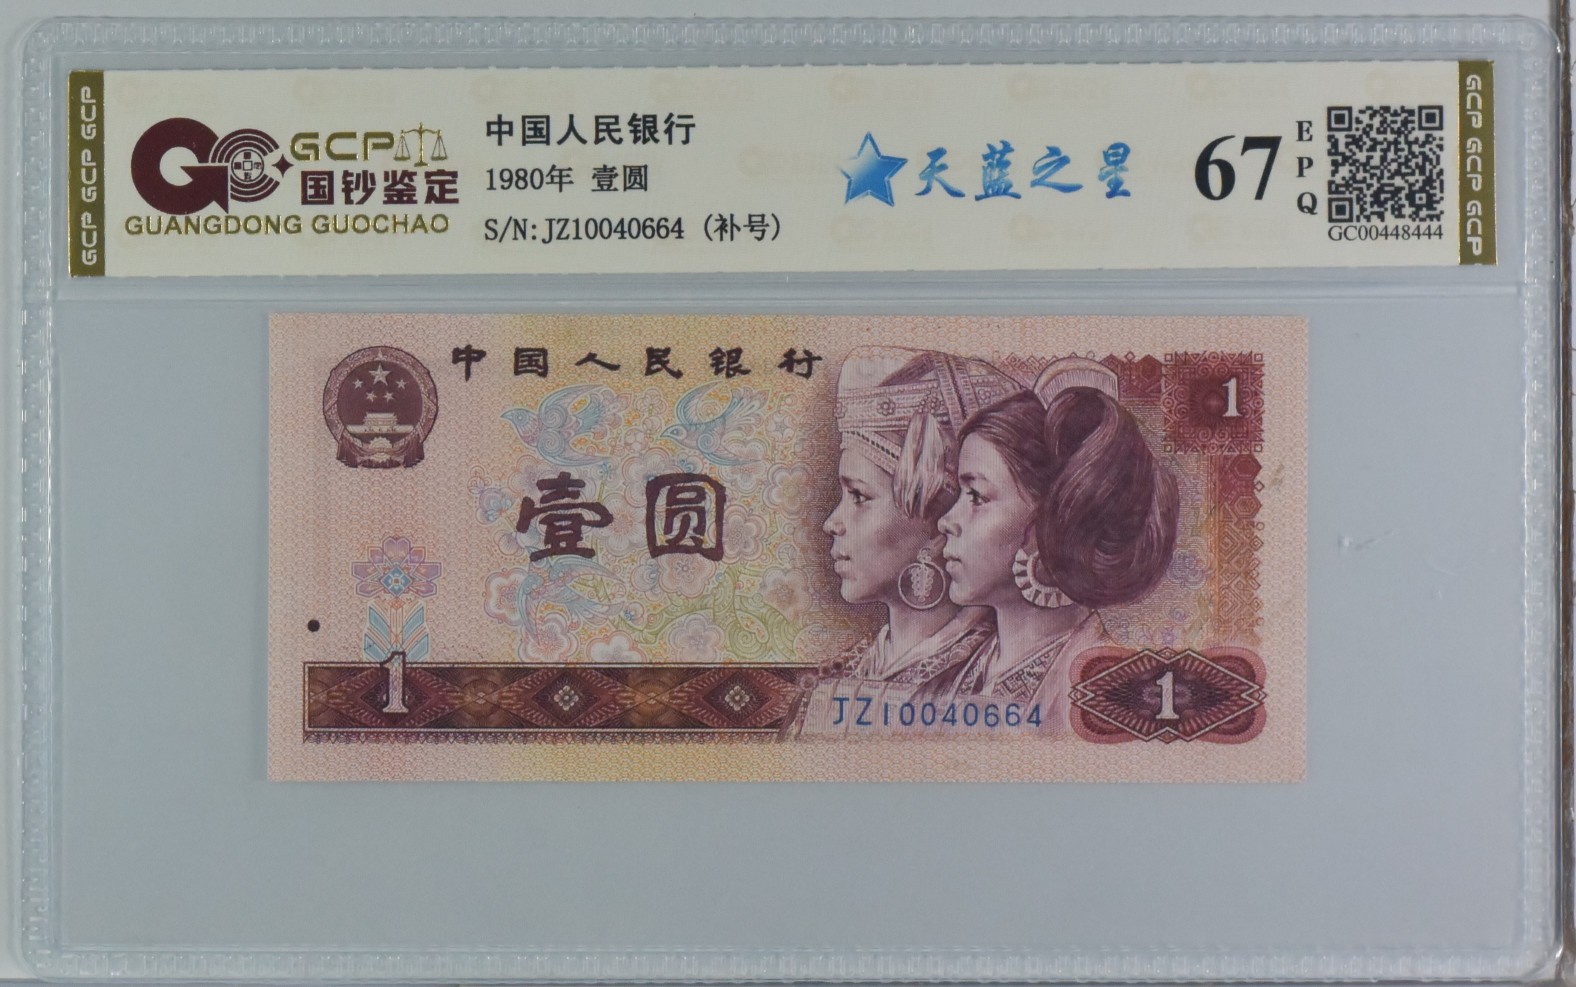 GCP GCP GCP
GCP
国钞鉴定
GUANGDONG GUOCHAO
中国人民银行
1980年 壹圆
S/N:JZ10040664 (补号)
天蓝之星
67
EPQ
GC00448444
GCP GCP GCP
中国人民银行
1
壹圆
1
JZ10040664
1